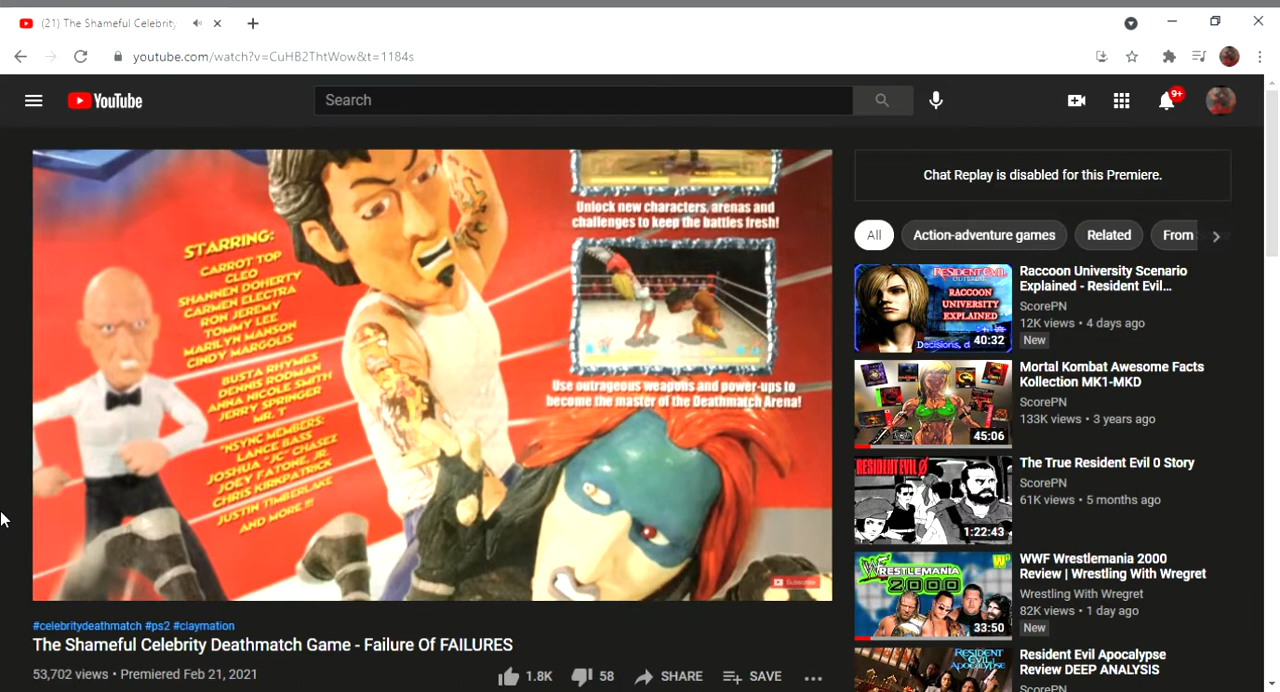 (21) The Shameful Celebrity
youtube.com/watch?v=CuHB2ThtWow&t=1184s
YouTube
Search
9+
STARRING:
CARROT TOP
CLEO
SHANNEN DOHERTY
CARMEN ELECTRA
RON JEREMY
TOMMY LEE
MARILYN MANSON
CINDY MARGOLIS
BUSTA RHYMES
DENNIS RODMAN
ANNA NICOLE SMITH
JERRY SPRINGER
MR. T
*NSYNC MEMBERS:
LANCE BASS
JOSHUA "JC" CHASEZ
JOEY FATONE, JR.
CHRIS KIRKPATRICK
JUSTIN TIMBERLAKE
AND MORE !!!
Unlock new characters, arenas and
challenges to keep the battles fresh!
Use outrageous weapons and power-ups to
become the master of the Deathmatch Arena!
Subscribe
#celebritydeathmatch #ps2 #claymation
The Shameful Celebrity Deathmatch Game - Failure Of FAILURES
53,702 views • Premiered Feb 21, 2021
1.8K
58
SHARE
SAVE
Chat Replay is disabled for this Premiere.
All
Action-adventure games
Related
From
RESIDENT EVIL
RACCOON
UNIVERSITY
EXPLAINED
40:32
Raccoon University Scenario
Explained - Resident Evil...
ScorePN
12K views • 4 days ago
New
45:06
Mortal Kombat Awesome Facts
Kollection MK1-MKD
ScorePN
133K views • 3 years ago
RESIDENT EVIL 0
1:22:43
The True Resident Evil 0 Story
ScorePN
61K views • 5 months ago
WRESTLEMANIA
2000
33:50
WWF Wrestlemania 2000
Review | Wrestling With Wregret
Wrestling With Wregret
82K views • 1 day ago
New
RESIDENT EVIL
APOCALYPSE
Resident Evil Apocalypse
Review DEEP ANALYSIS
ScorePN